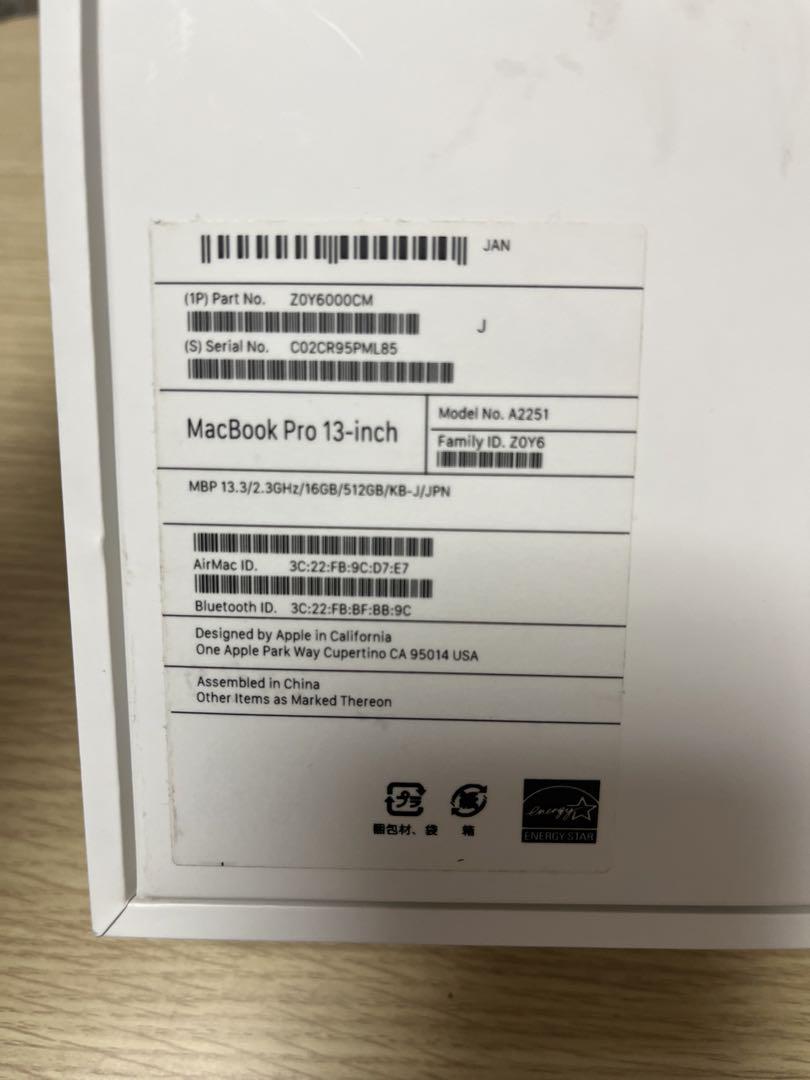 JAN
(1P) Part No. Z0Y6000CM
J
(S) Serial No. C02CR95PML85
MacBook Pro 13-inch
Model No. A2251
Family ID. Z0Y6
MBP 13.3/2.3GHz/16GB/512GB/KB-J/JPN
AirMac ID. 3C:22:FB:9C:D7:E7
Bluetooth ID. 3C:22:FB:BF:BB:9C
Designed by Apple in California
One Apple Park Way Cupertino CA 95014 USA
Assembled in China
Other Items as Marked Thereon
プラ
紙
梱包材、袋
箱
energy
ENERGY STAR